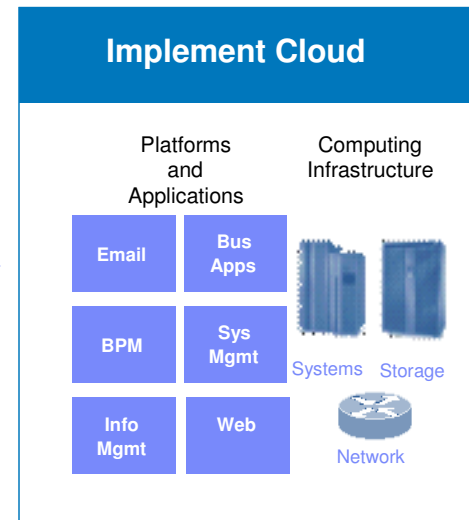 Implement Cloud
Platforms
and
Applications
Computing
Infrastructure
Email
Bus
Apps
BPM
Sys
Mgmt
Info
Mgmt
Web
Systems
Storage
Network